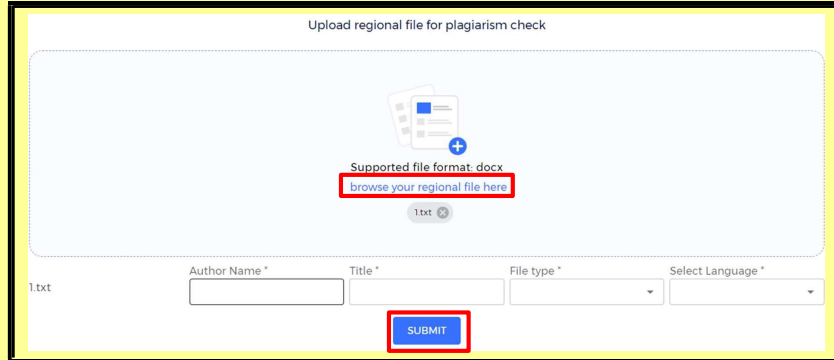 Upload regional file for plagiarism check
Supported file format: docx
browse your regional file here
1.txt
1.txt
Author Name *
Title *
File type *
Select Language *
SUBMIT